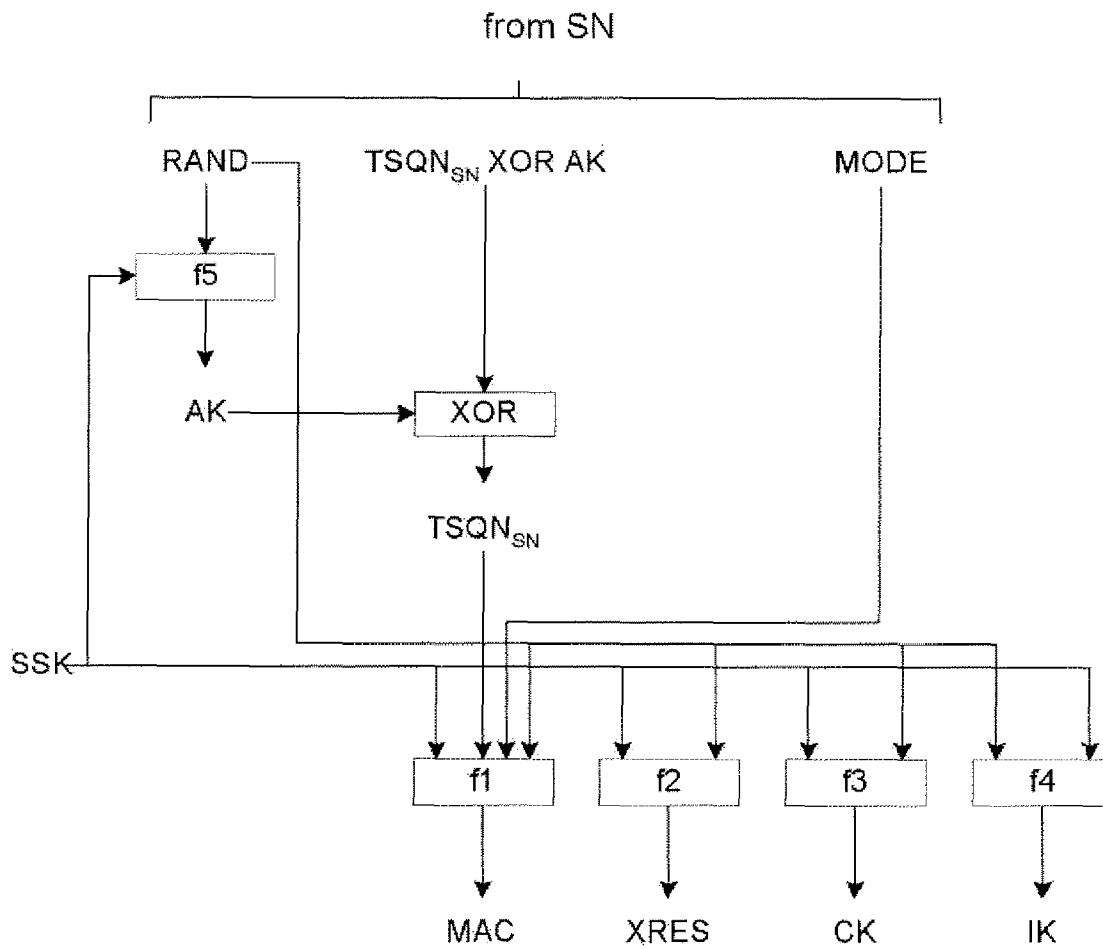 from SN
RAND TSQN_SN XOR AK MODE
f5
AK XOR
TSQN_SN
SSK
f1 f2 f3 f4
MAC XRES CK IK